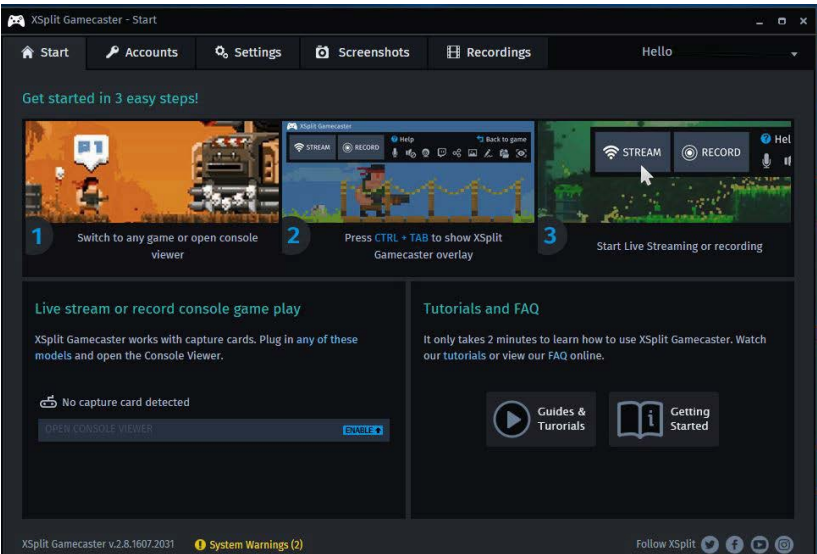 XSplit Gamecaster - Start
Start
Accounts
Settings
Screenshots
Recordings
Hello
Get started in 3 easy steps!
P1
XSplit Gamecaster
STREAM
RECORD
Help
Back to game
STREAM
RECORD
Hel
1
Switch to any game or open console
viewer
2
Press CTRL + TAB to show XSplit
Gamecaster overlay
3
Start Live Streaming or recording
Live stream or record console game play
XSplit Gamecaster works with capture cards. Plug in any of these
models and open the Console Viewer.
No capture card detected
OPEN CONSOLE VIEWER
ENABLE
Tutorials and FAQ
It only takes 2 minutes to learn how to use XSplit Gamecaster. Watch
our tutorials or view our FAQ online.
Guides &
Turorials
Getting
Started
XSplit Gamecaster v.2.8.1607.2031
System Warnings (2)
Follow XSplit